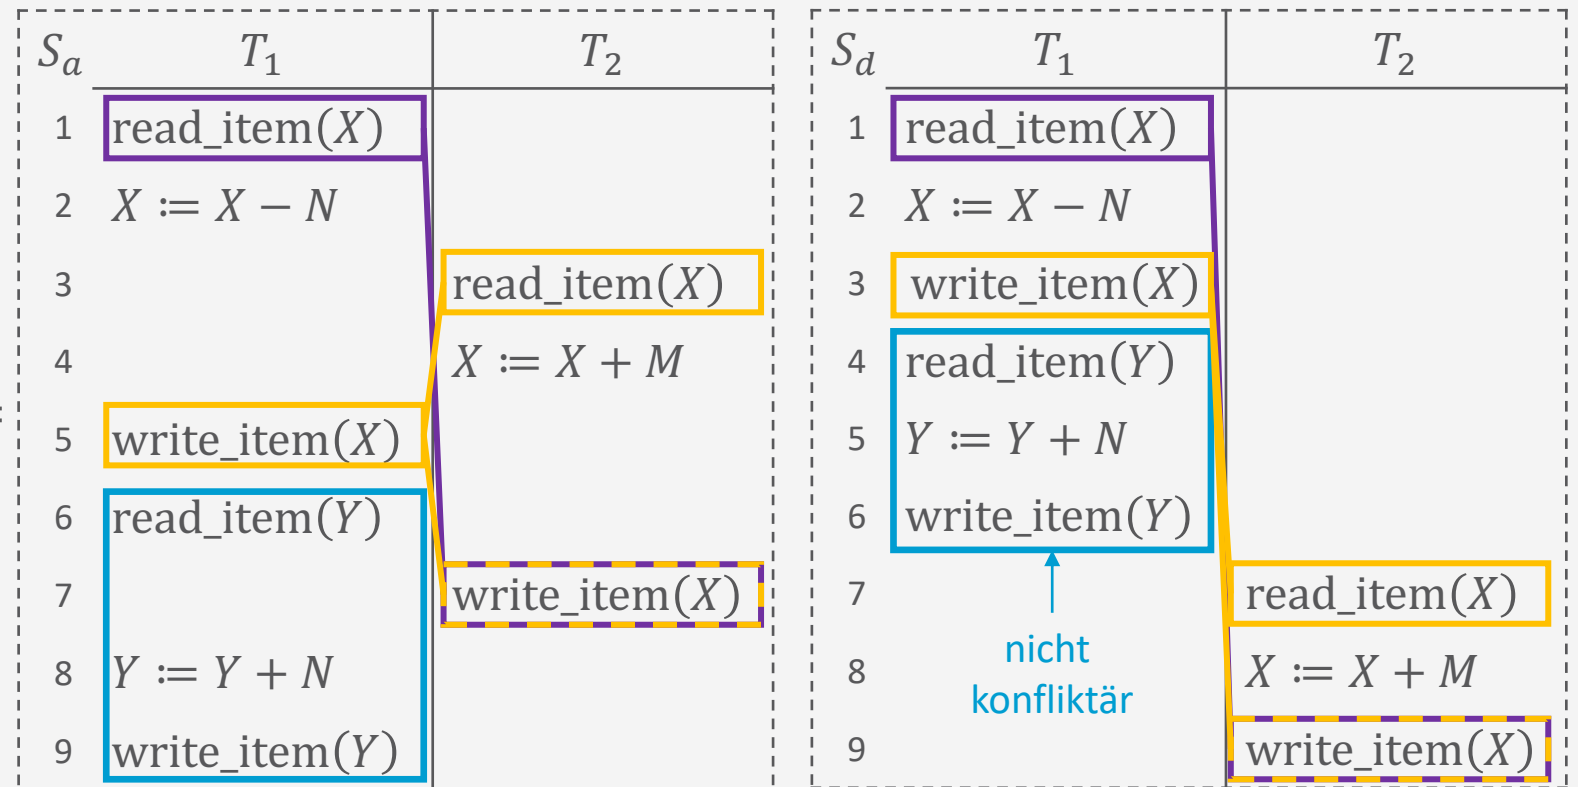 S_a T_1 T_2
1 read_item(X)
2 X := X − N
3 read_item(X)
4 X := X + M
5 write_item(X)
6 read_item(Y)
7 write_item(X)
8 Y := Y + N
9 write_item(Y)
S_d T_1 T_2
1 read_item(X)
2 X := X − N
3 write_item(X)
4 read_item(Y)
5 Y := Y + N
6 write_item(Y)
7 read_item(X)
nicht
8 X := X + M
konfliktär
9 write_item(X)